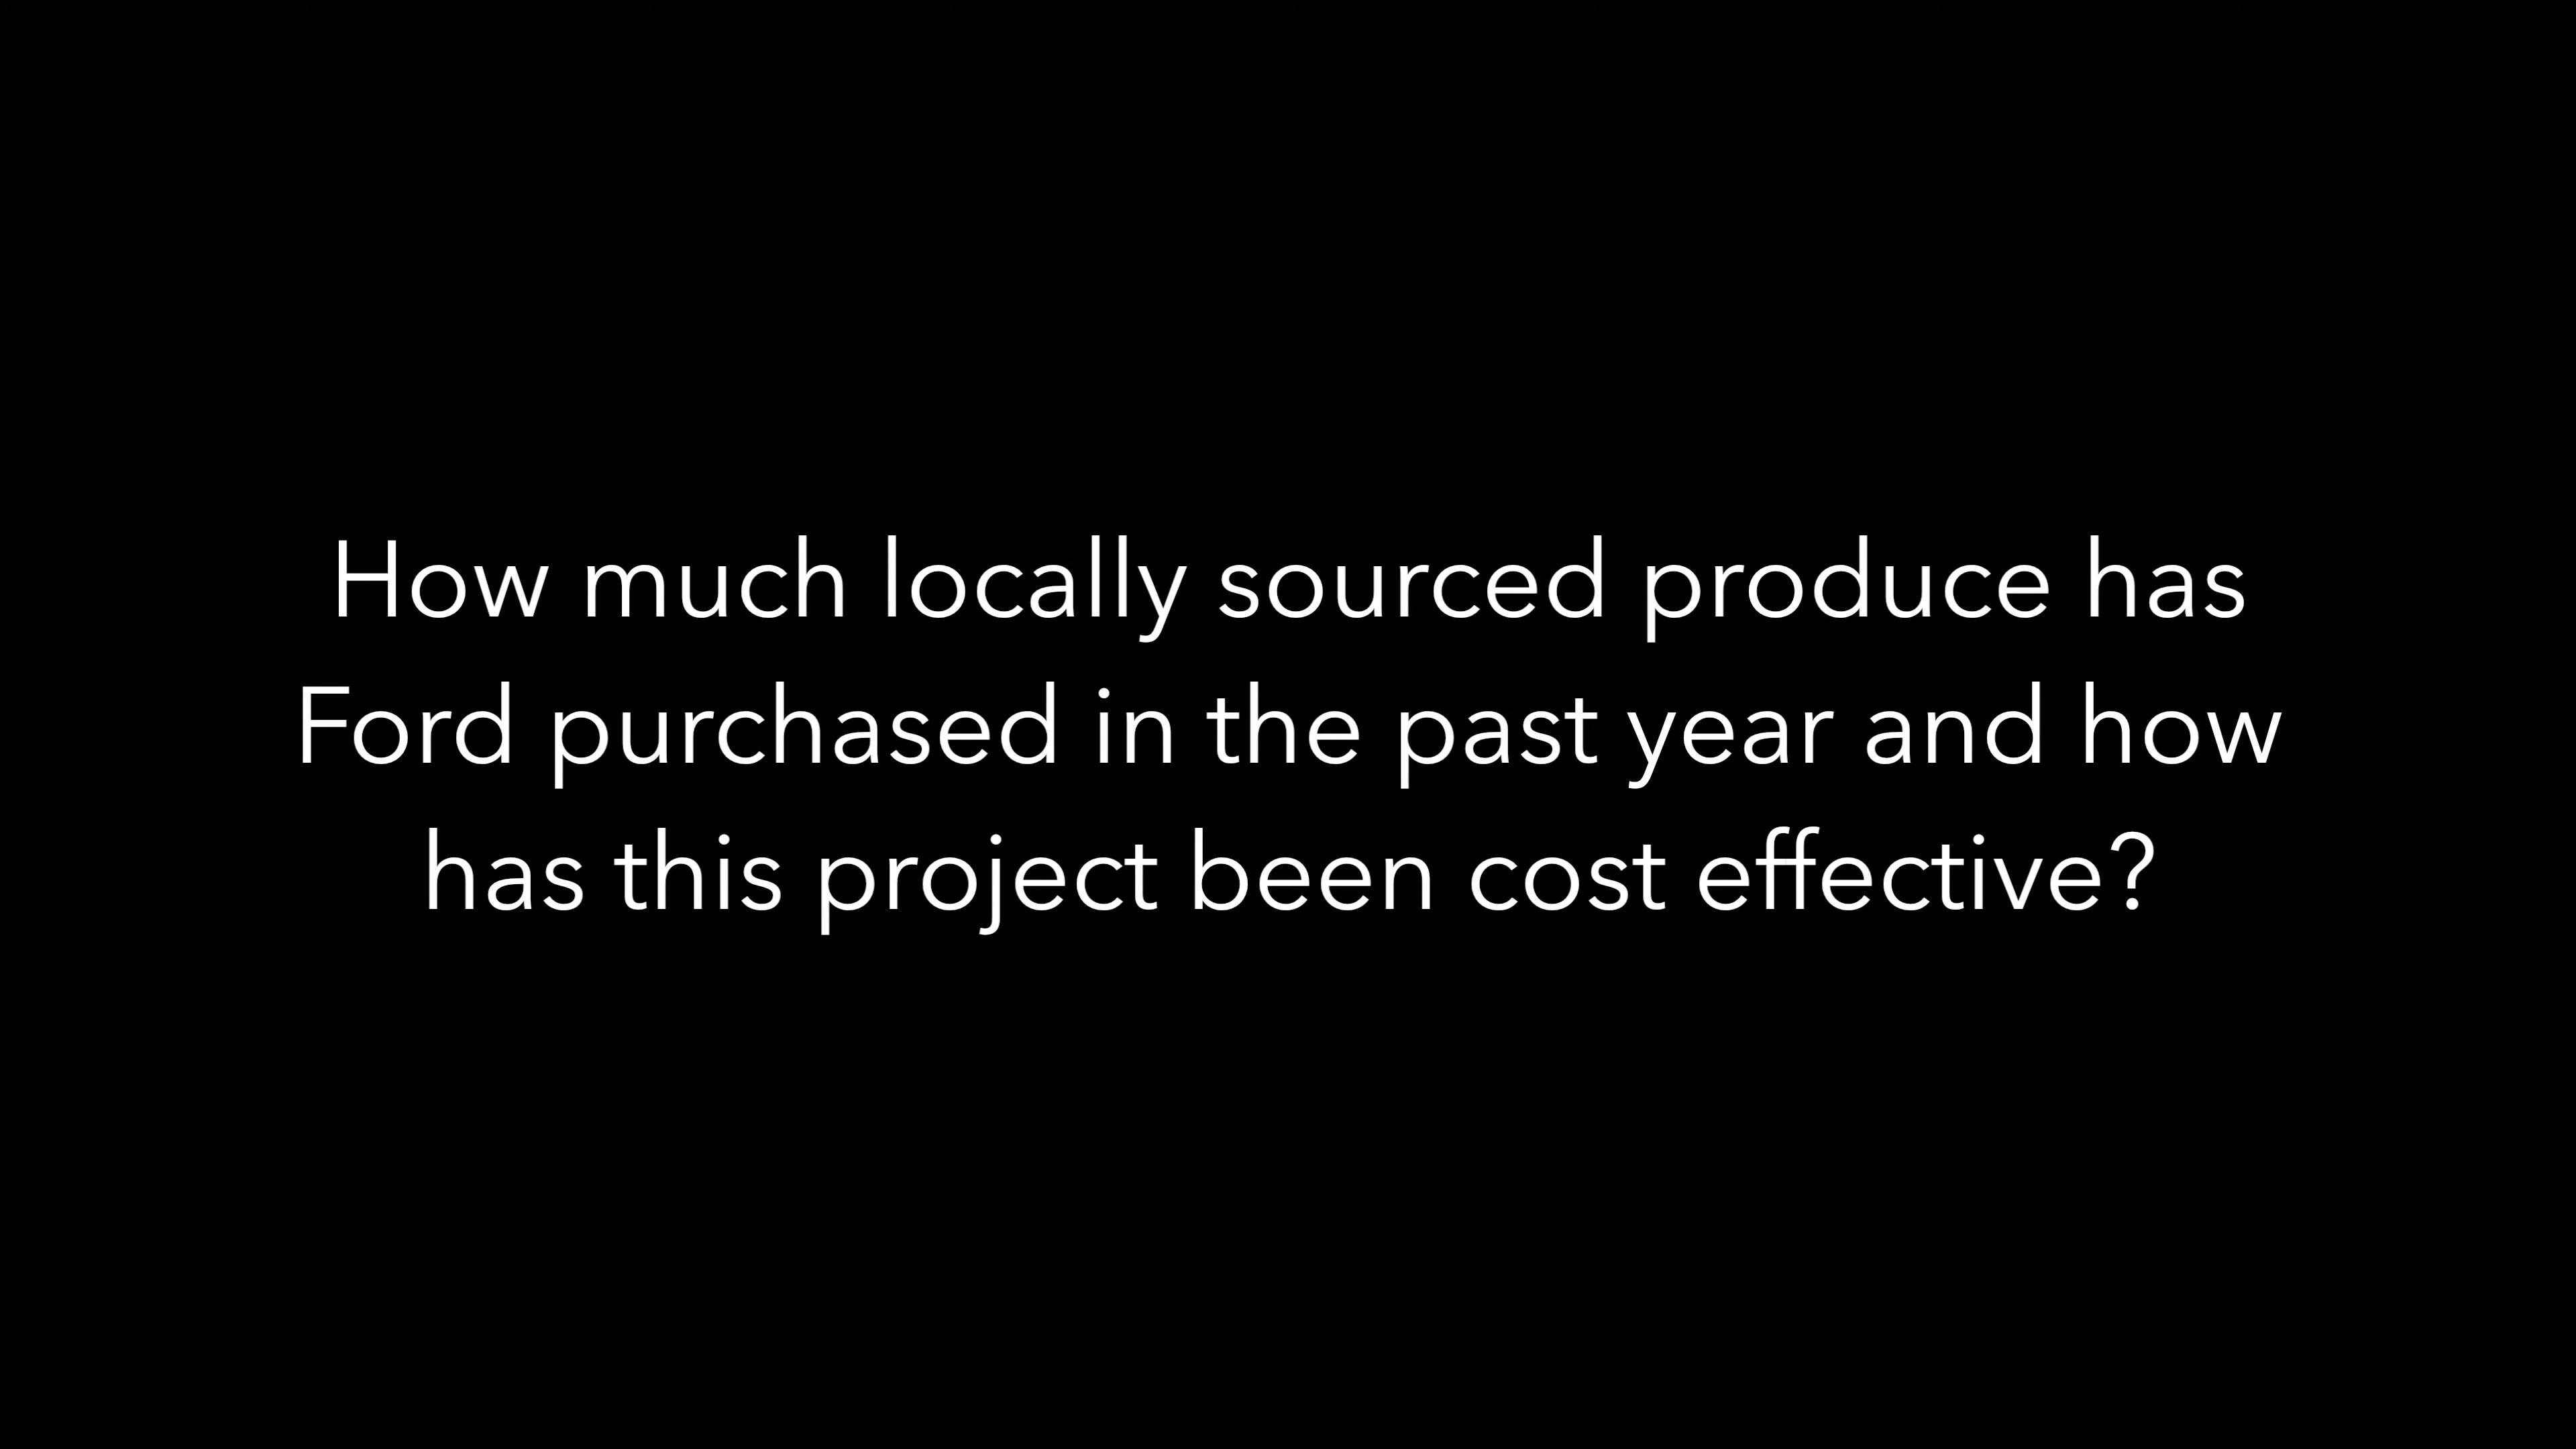 How much locally sourced produce has
Ford purchased in the past year and how
has this project been cost effective?